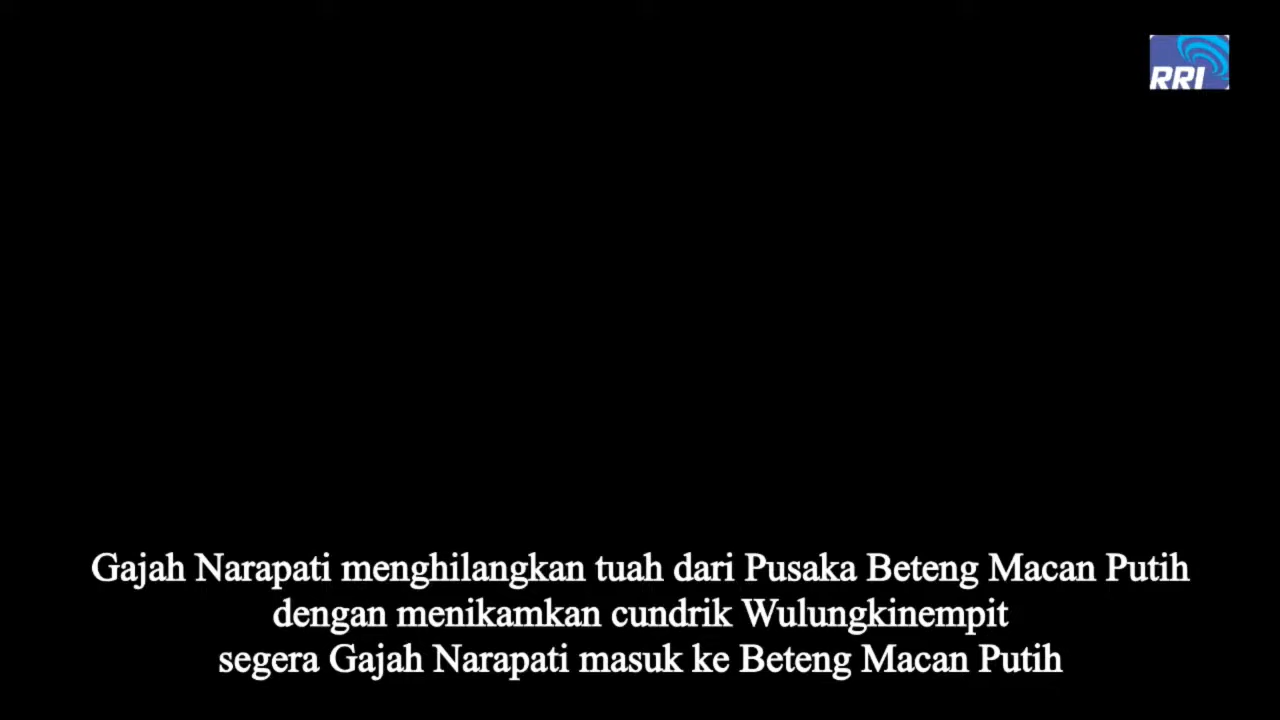 RRI
Gajah Narapati menghilangkan tuah dari Pusaka Beteng Macan Putih
dengan menikamkan cundrik Wulungkinempit
segera Gajah Narapati masuk ke Beteng Macan Putih